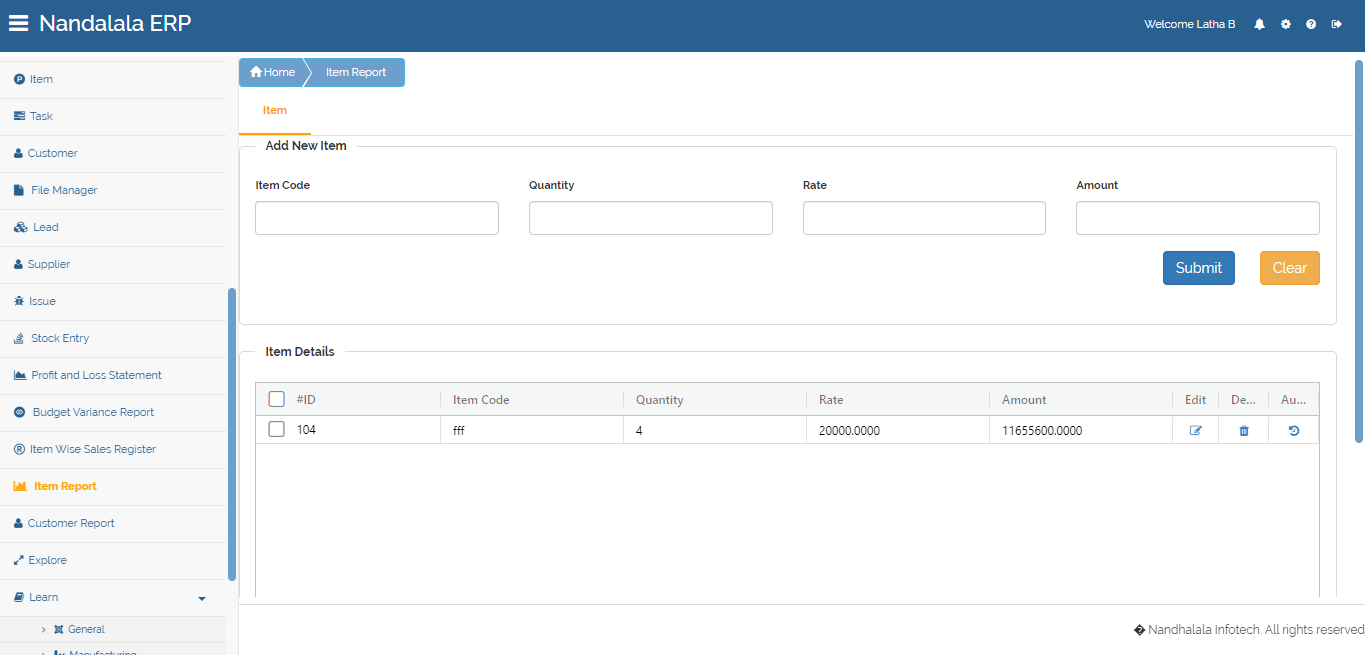 Nandalala ERP
Welcome Latha B
Item
Task
Customer
File Manager
Lead
Supplier
Issue
Stock Entry
Profit and Loss Statement
Budget Variance Report
Item Wise Sales Register
Item Report
Customer Report
Explore
Learn
General
Manufacturing
Home Item Report
Item
Add New Item
Item Code Quantity Rate Amount
Submit Clear
Item Details
#ID Item Code Quantity Rate Amount Edit De... Au...
104 fff 4 20000.0000 11655600.0000
� Nandhalala Infotech. All rights reserved